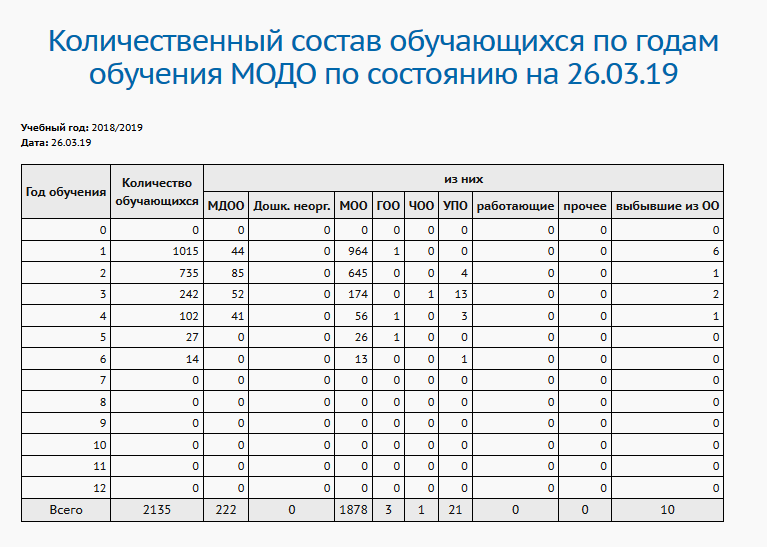 Количественный состав обучающихся по годам
обучения МОДО по состоянию на 26.03.19
Учебный год: 2018/2019
Дата: 26.03.19
Год обучения Количество обучающихся из них
МДОО Дошк. неорг. МОО ГОО ЧОО УПО работающие прочее выбывшие из ОО
0 0 0 0 0 0 0 0 0 0 0
1 1015 44 0 964 1 0 0 0 0 6
2 735 85 0 645 0 0 4 0 0 1
3 242 52 0 174 0 1 13 0 0 2
4 102 41 0 56 1 0 3 0 0 1
5 27 0 0 26 1 0 0 0 0 0
6 14 0 0 13 0 0 1 0 0 0
7 0 0 0 0 0 0 0 0 0 0
8 0 0 0 0 0 0 0 0 0 0
9 0 0 0 0 0 0 0 0 0 0
10 0 0 0 0 0 0 0 0 0 0
11 0 0 0 0 0 0 0 0 0 0
12 0 0 0 0 0 0 0 0 0 0
Всего 2135 222 0 1878 3 1 21 0 0 10